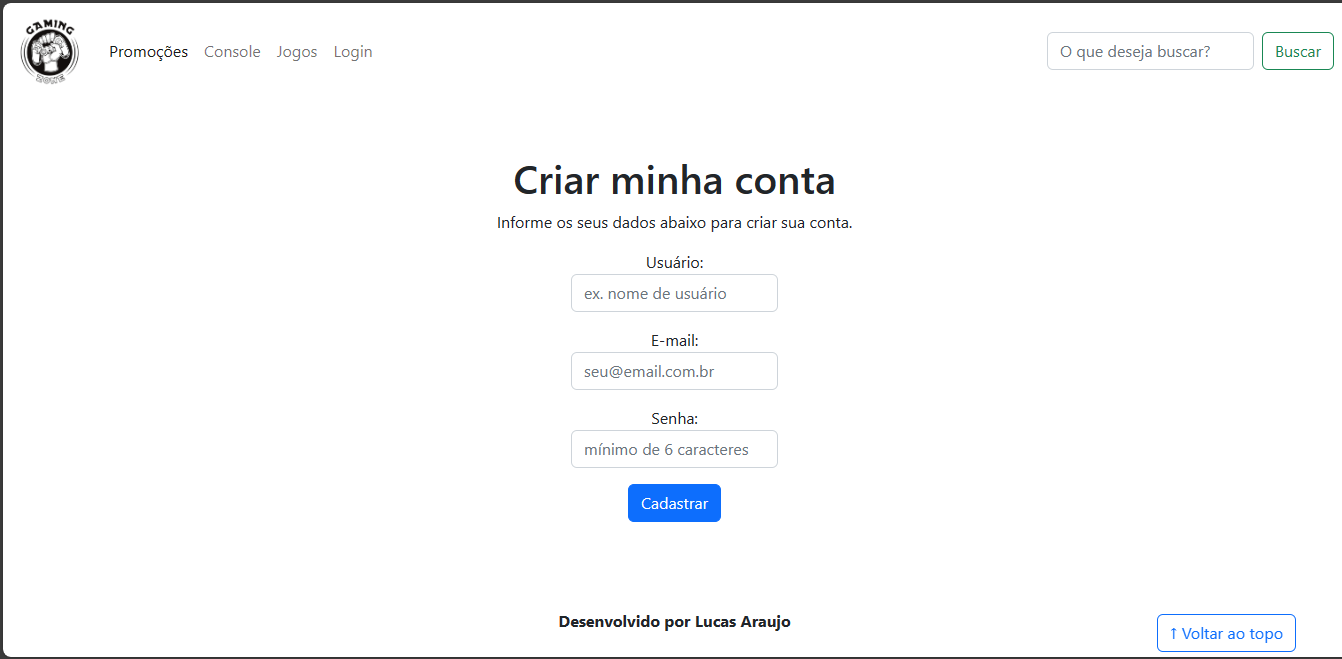 GAMING
ZONE
Promoções Console Jogos Login
O que deseja buscar? Buscar
Criar minha conta
Informe os seus dados abaixo para criar sua conta.
Usuário:
ex. nome de usuário
E-mail:
seu@email.com.br
Senha:
mínimo de 6 caracteres
Cadastrar
Desenvolvido por Lucas Araujo
↑ Voltar ao topo